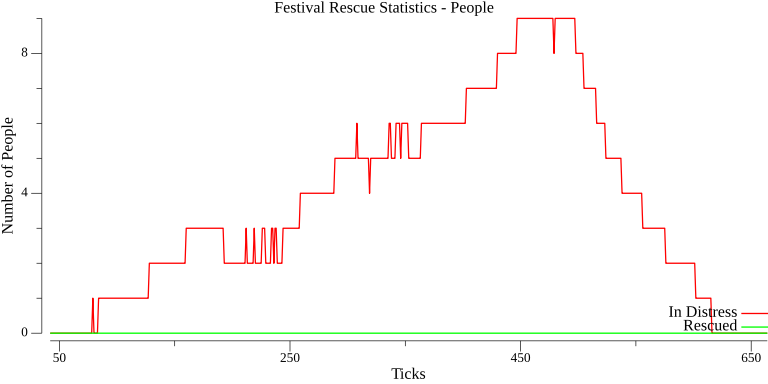 Festival Rescue Statistics - People
Number of People
8
4
0
In Distress
Rescued
50
250
450
650
Ticks